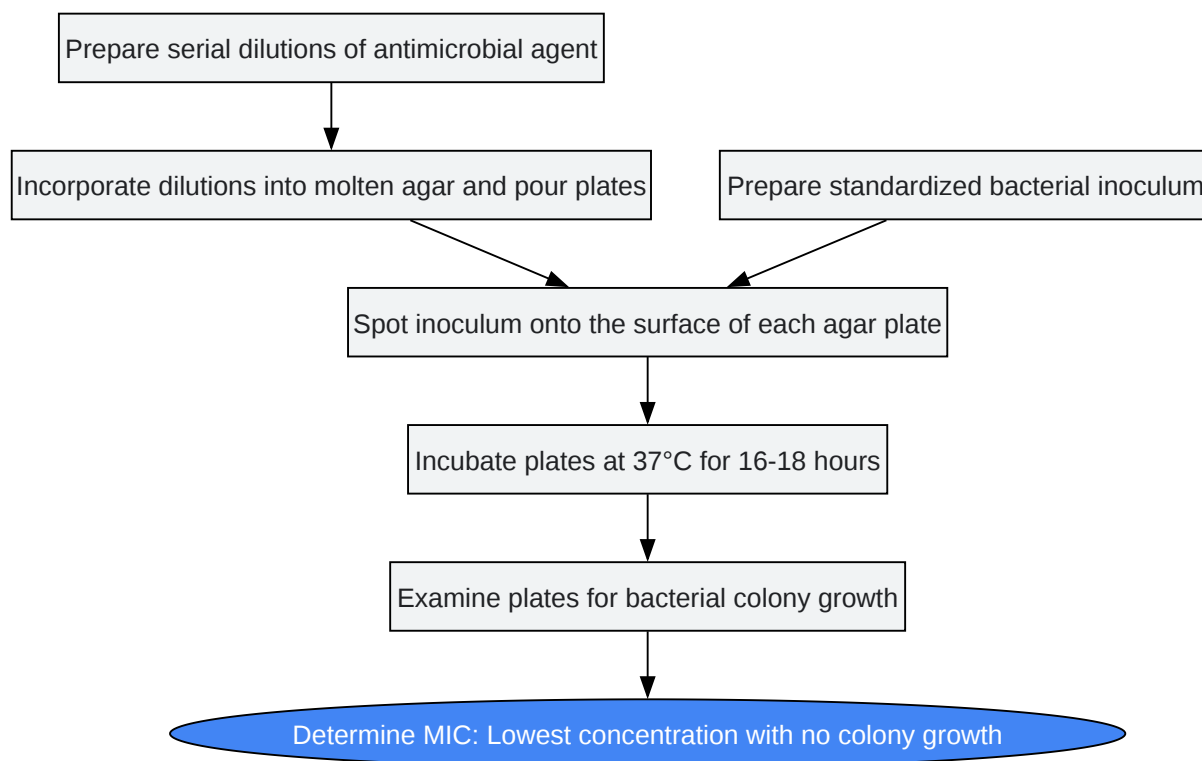 Prepare serial dilutions of antimicrobial agent
Incorporate dilutions into molten agar and pour plates
Prepare standardized bacterial inoculum
Spot inoculum onto the surface of each agar plate
Incubate plates at 37°C for 16-18 hours
Examine plates for bacterial colony growth
Determine MIC: Lowest concentration with no colony growth